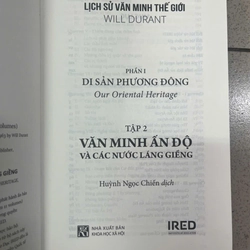 LỊCH SỬ VĂN MINH THẾ GIỚI
WILL DURANT
PHẦN I
DI SẢN PHƯƠNG ĐÔNG
Our Oriental Heritage
TẬP 2
VĂN MINH ẤN ĐỘ
VÀ CÁC NƯỚC LÁNG GIỀNG
Huỳnh Ngọc Chiến dịch
NHÀ XUẤT BẢN
KHOA HỌC XÃ HỘI
IRED